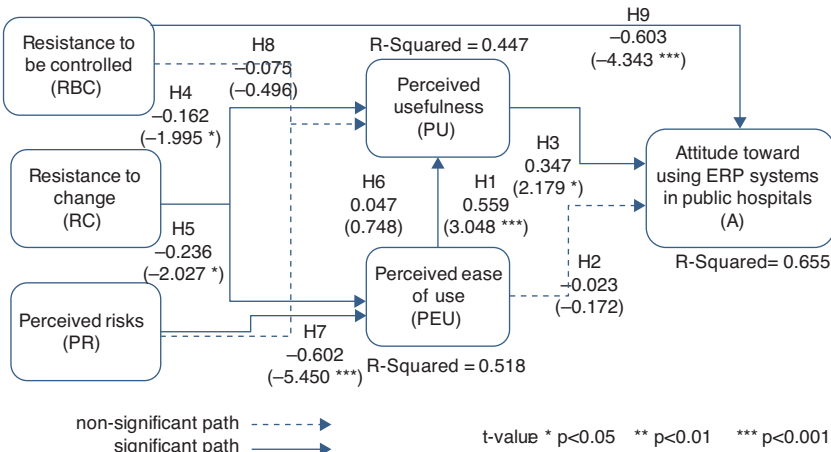 H9
−0.603
(−4.343 ***)
Resistance to
be controlled
(RBC)
H8
−0.075
(−0.496)
R-Squared = 0.447
Perceived
usefulness
(PU)
H4
−0.162
(−1.995 *)
H3
0.347
(2.179 *)
Attitude toward
using ERP systems
in public hospitals
(A)
R-Squared= 0.655
Resistance to
change
(RC)
H6
0.047
(0.748)
H1
0.559
(3.048 ***)
H5
−0.236
(−2.027 *)
H2
−0.023
(−0.172)
Perceived ease
of use
(PEU)
R-Squared = 0.518
Perceived risks
(PR)
H7
−0.602
(−5.450 ***)
non-significant path
significant path
t-value * p<0.05 ** p<0.01 *** p<0.001